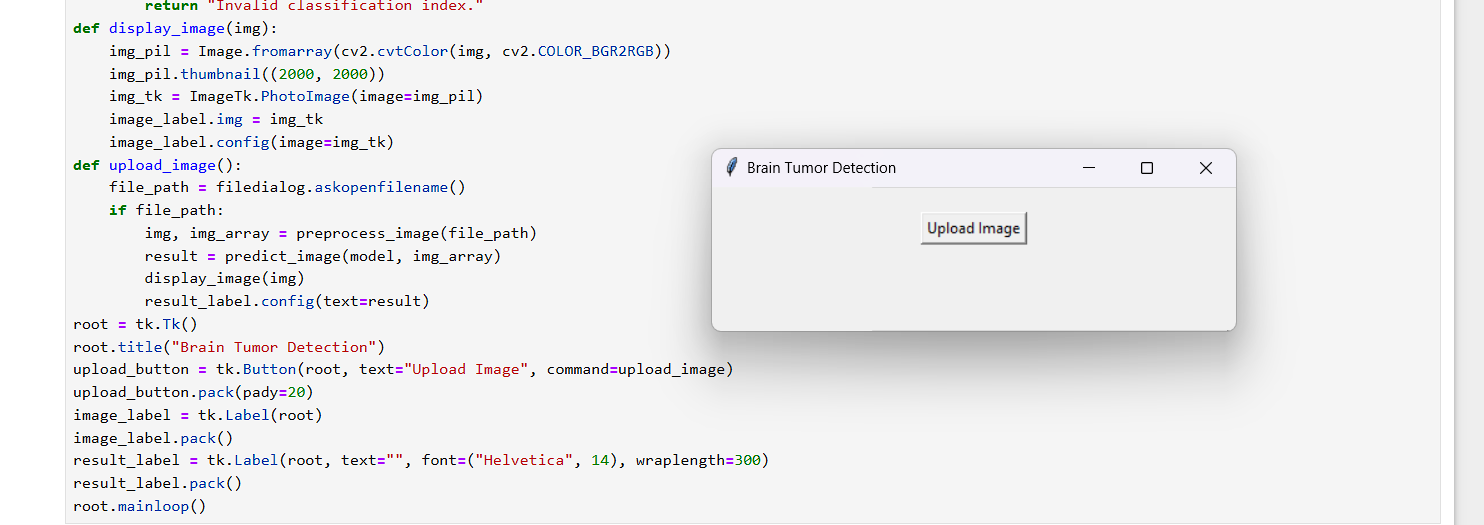 return "Invalid classification index."
def display_image(img):
    img_pil = Image.fromarray(cv2.cvtColor(img, cv2.COLOR_BGR2RGB))
    img_pil.thumbnail((2000, 2000))
    img_tk = ImageTk.PhotoImage(image=img_pil)
    image_label.img = img_tk
    image_label.config(image=img_tk)
def upload_image():
    file_path = filedialog.askopenfilename()
    if file_path:
        img, img_array = preprocess_image(file_path)
        result = predict_image(model, img_array)
        display_image(img)
        result_label.config(text=result)
root = tk.Tk()
root.title("Brain Tumor Detection")
upload_button = tk.Button(root, text="Upload Image", command=upload_image)
upload_button.pack(pady=20)
image_label = tk.Label(root)
image_label.pack()
result_label = tk.Label(root, text="", font=("Helvetica", 14), wraplength=300)
result_label.pack()
root.mainloop()
Brain Tumor Detection
Upload Image